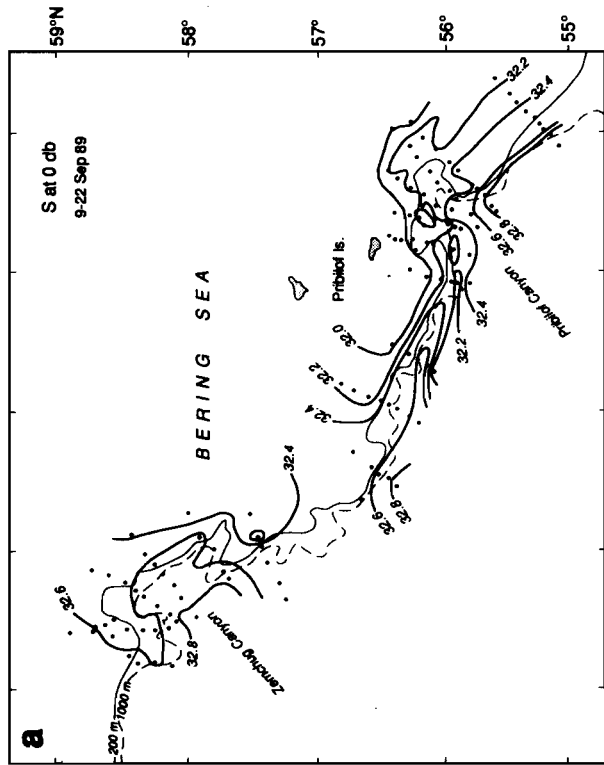 a
S at 0 db
9-22 Sep 89
59°N
58°
57°
56°
55°
BERING SEA
Pribilof Is.
200 m
1000 m
Zemchug Canyon
Pribilof Canyon
32.6
32.8
32.4
32.0
32.2
32.4
32.6
32.8
32.2
32.4
32.6
32.8
32.2
32.4